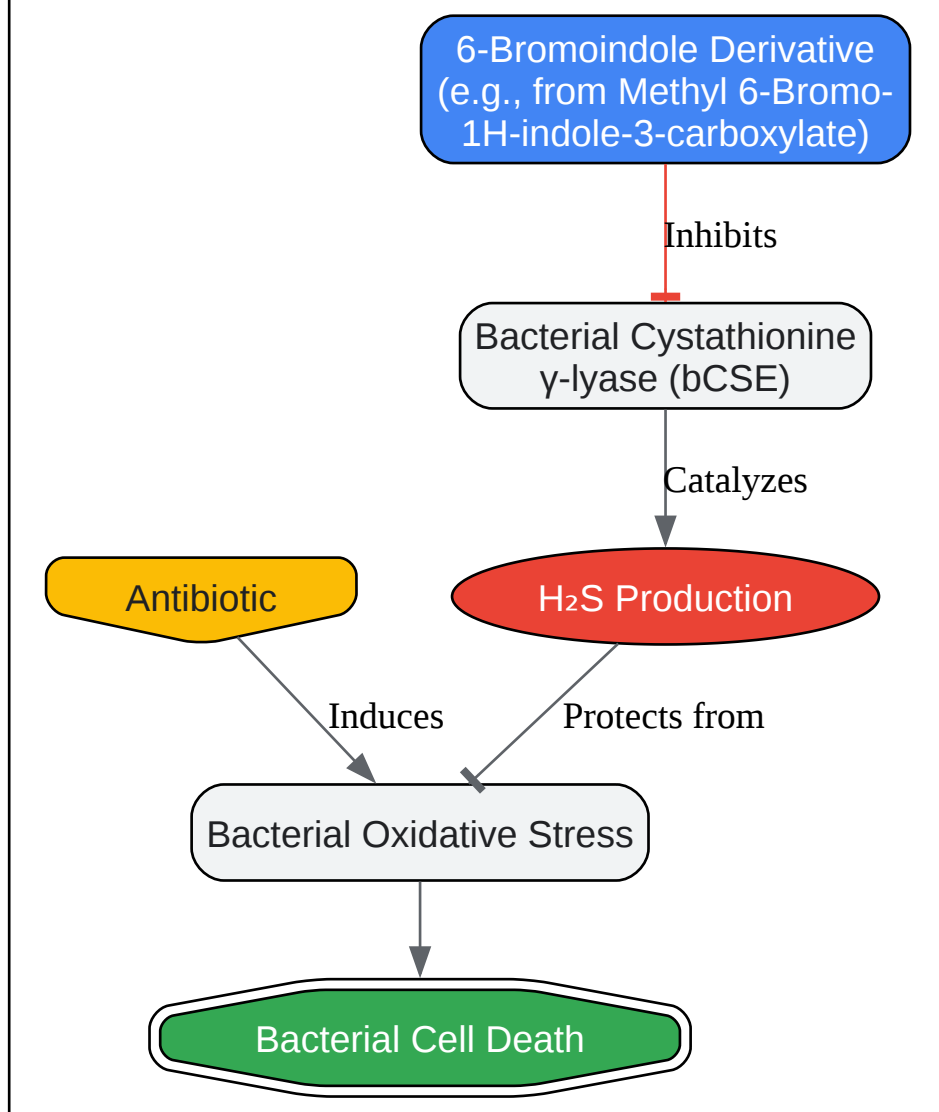 6-Bromoindole Derivative
(e.g., from Methyl 6-Bromo-
1H-indole-3-carboxylate)
Inhibits
Bacterial Cystathionine
γ-lyase (bCSE)
Catalyzes
Antibiotic
H₂S Production
Induces
Protects from
Bacterial Oxidative Stress
Bacterial Cell Death